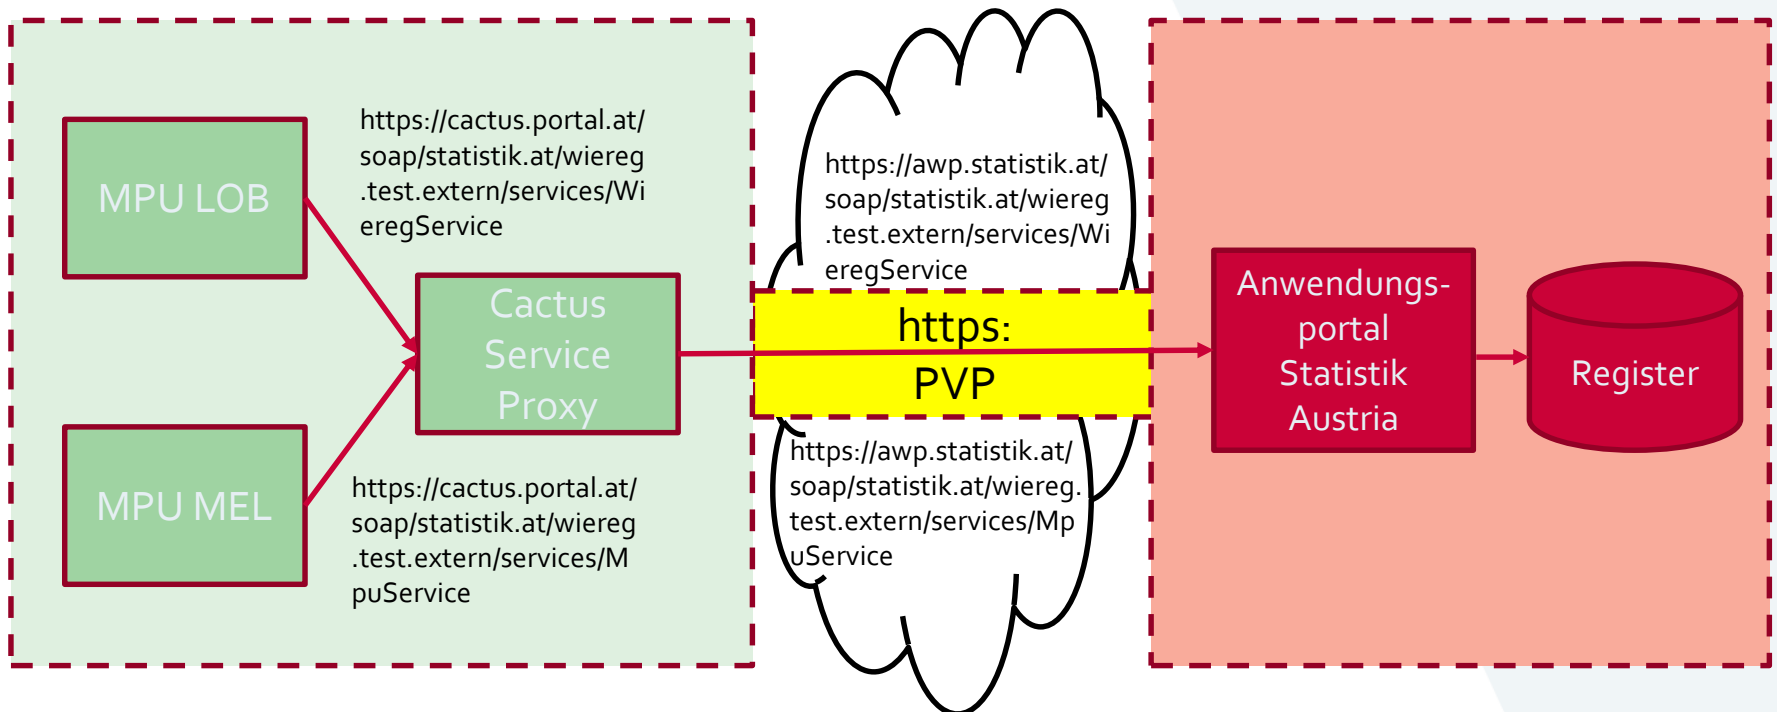 MPU LOB
https://cactus.portal.at/
soap/statistik.at/wiereg
.test.extern/services/Wi
eregService
Cactus
Service
Proxy
MPU MEL
https://cactus.portal.at/
soap/statistik.at/wiereg
.test.extern/services/M
puService
https://awp.statistik.at/
soap/statistik.at/wiereg
.test.extern/services/Wi
eregService
https:
PVP
https://awp.statistik.at/
soap/statistik.at/wiereg.
test.extern/services/Mp
uService
Anwendungs-
portal
Statistik
Austria
Register